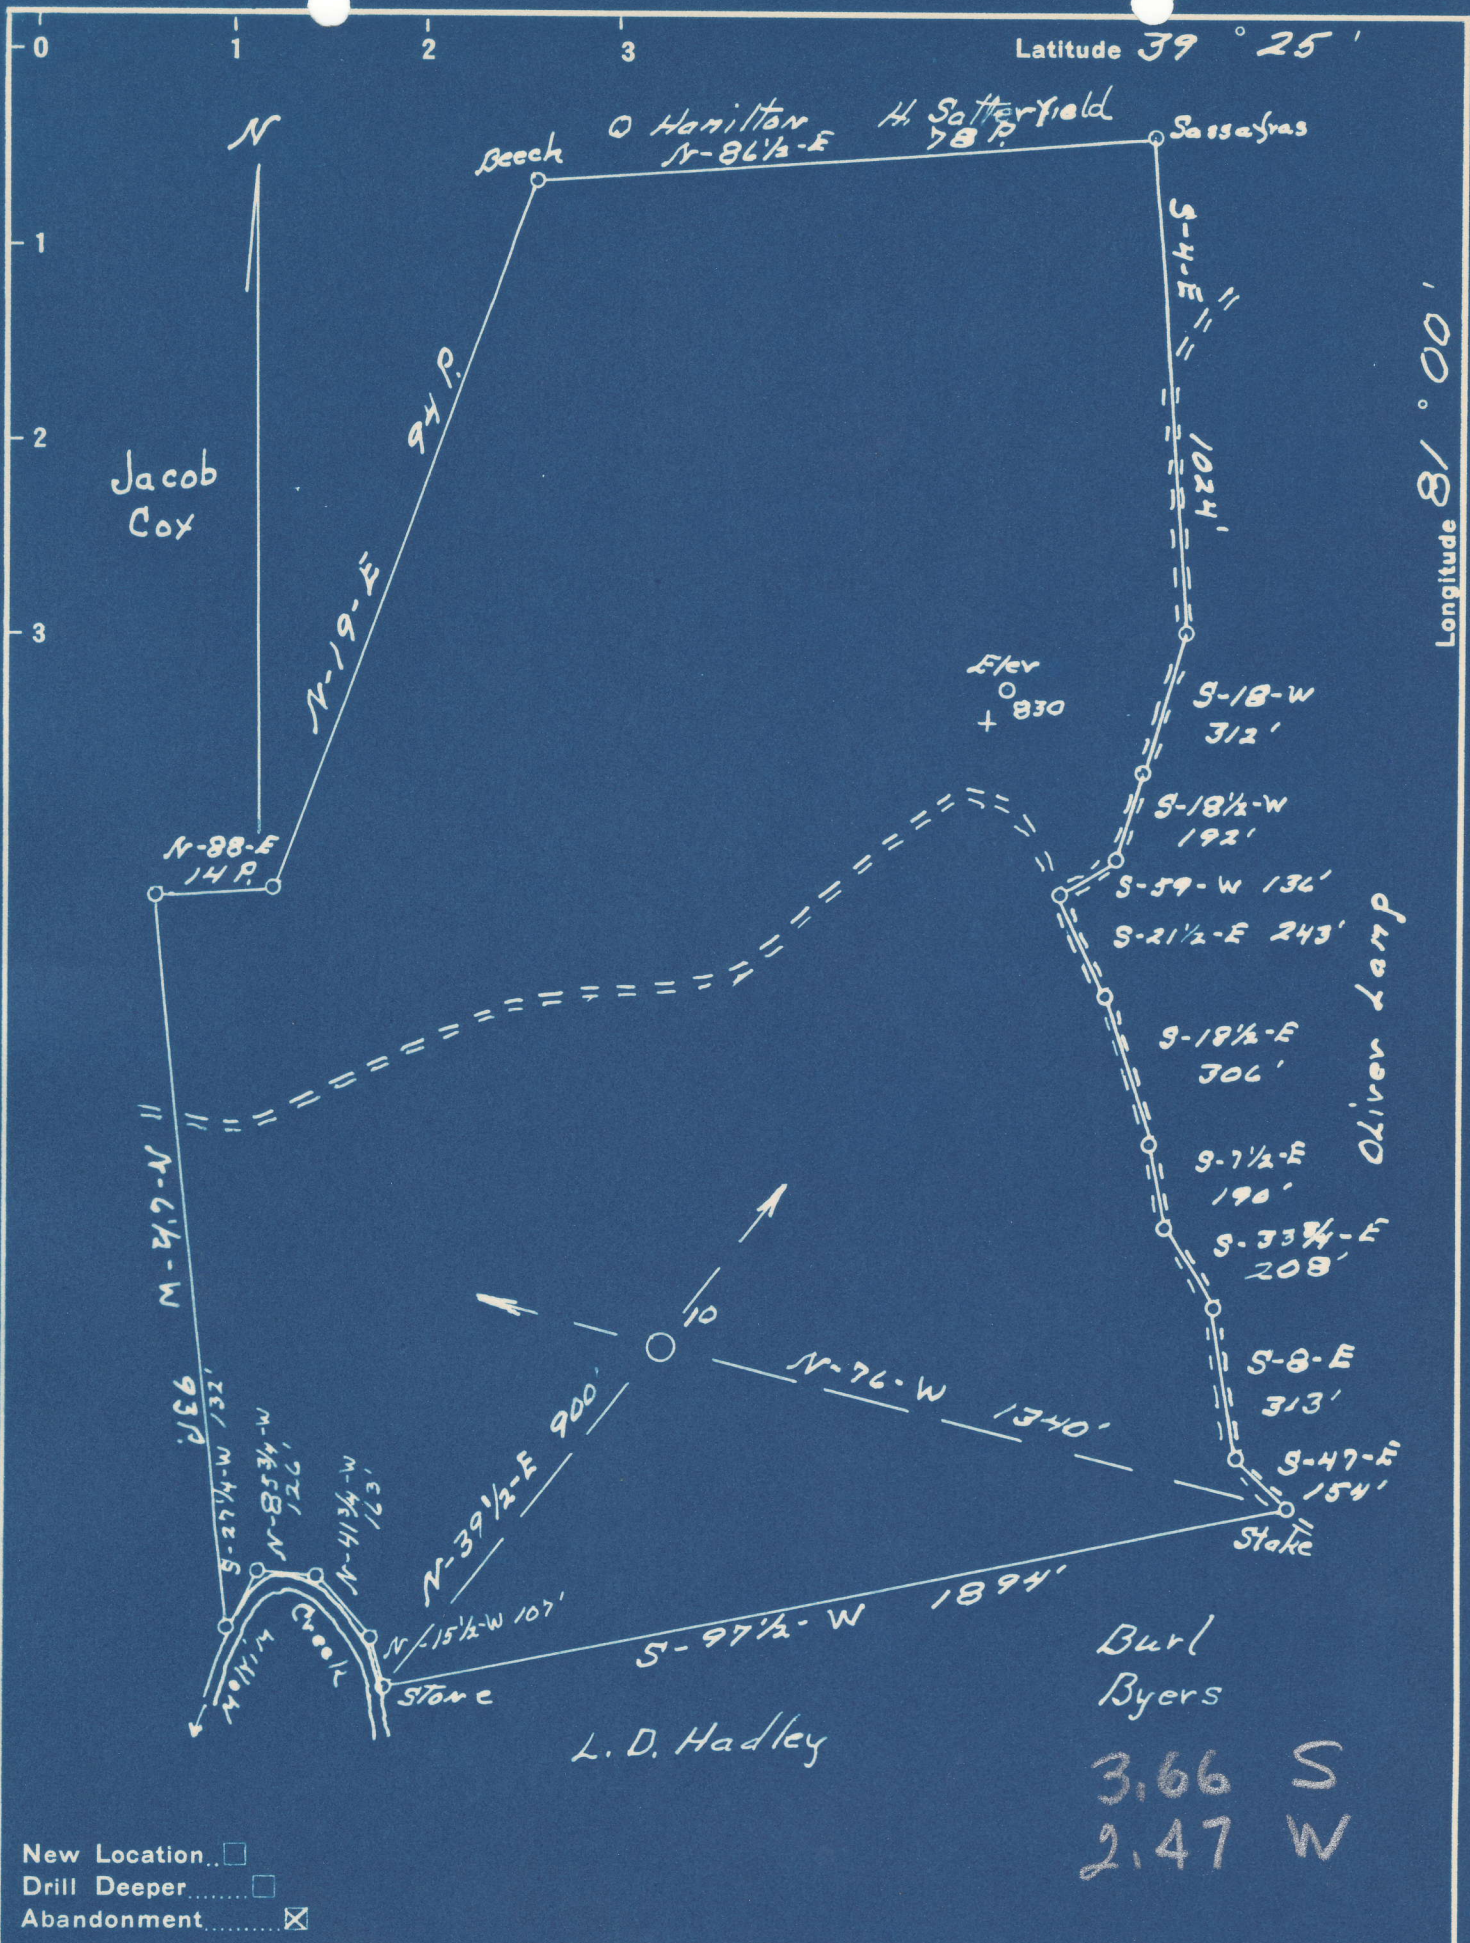 0
1
2
3
Latitude 39 ° 25 '
N
Q Hamilton
H. Satterfield
Beech
N-86½-E
78 P.
Sassafras
S-4-E
1
Longitude 81 ° 00 '
94 P.
2
Jacob
Cox
1024'
N-19-E
3
Elev
830
S-18-W
312'
S-18½-W
192'
N-88-E
14 P.
S-59-W 136'
S-21½-E 243'
Oliver Lamp
S-18½-E
306'
S-7½-E
190'
N-6½-W
S-33¾-E
208'
10
N-76-W
1340'
S-8-E
313'
93 P.
S-27¼-W 132'
N-85¾-W
126'
N-41¾-W
163'
N-39½-E 900'
S-47-E
154'
Stake
N-15½-W 107'
Creek
S-97½-W 1894'
Stone
Burl
Byers
L. D. Hadley
3.66 S
2.47 W
New Location
Drill Deeper
Abandonment ☒